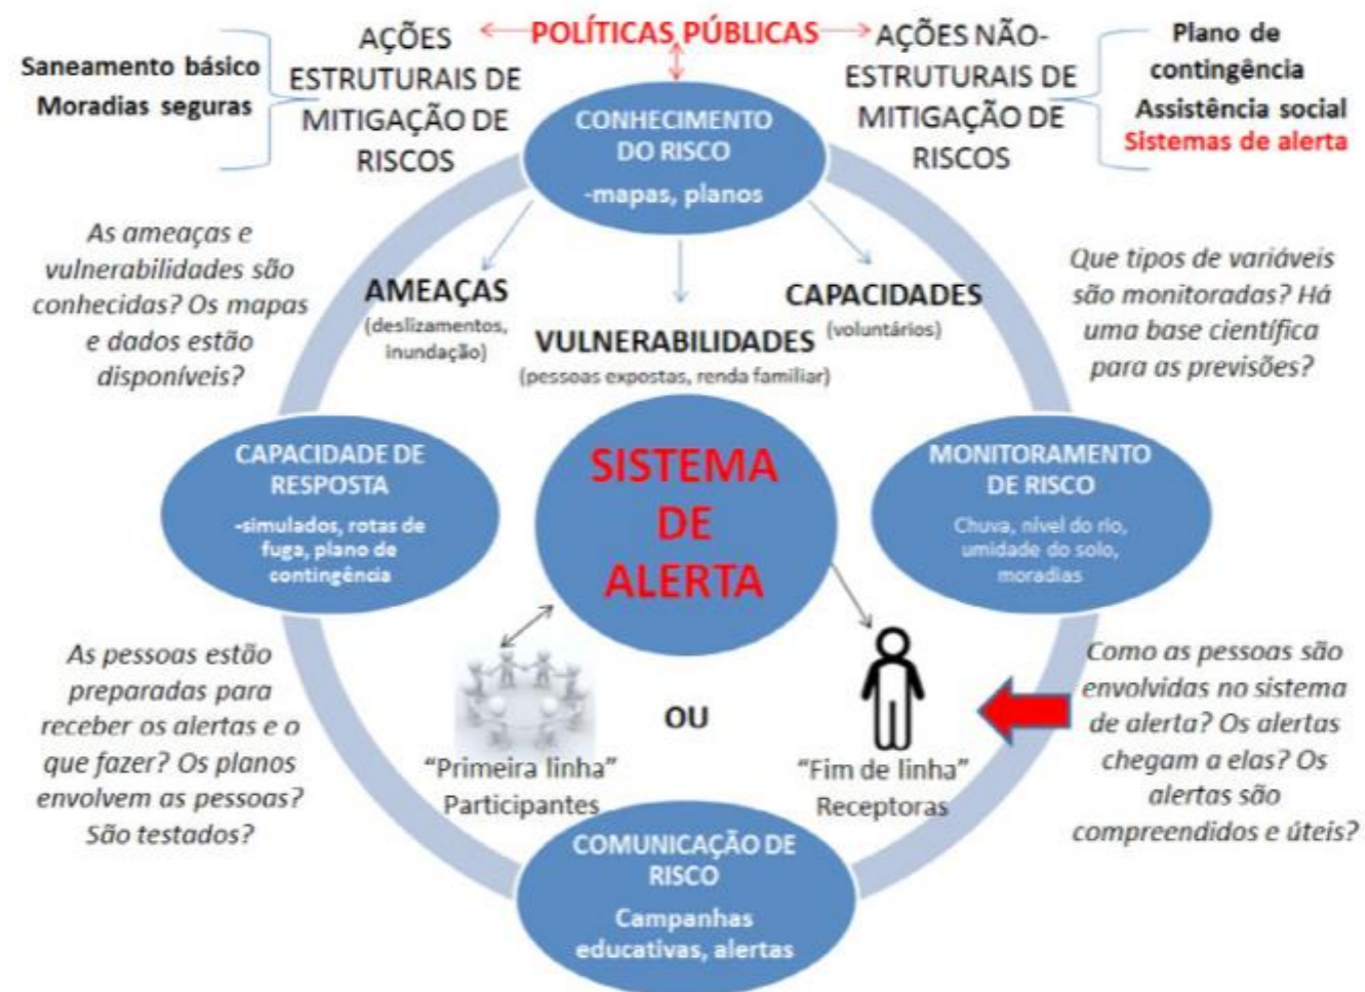 POLÍTICAS PÚBLICAS
Saneamento básico
Moradias seguras
AÇÕES
ESTRUTURAIS DE
MITIGAÇÃO DE
RISCOS
AÇÕES NÃO-
ESTRUTURAIS DE
MITIGAÇÃO DE
RISCOS
Plano de
contingência
Assistência social
Sistemas de alerta
CONHECIMENTO
DO RISCO
-mapas, planos
As ameaças e
vulnerabilidades são
conhecidas? Os mapas
e dados estão
disponíveis?
AMEAÇAS
(deslizamentos,
inundação)
VULNERABILIDADES
(pessoas expostas, renda familiar)
CAPACIDADES
(voluntários)
Que tipos de variáveis
são monitoradas? Há
uma base científica
para as previsões?
CAPACIDADE DE
RESPOSTA
-simulados, rotas de
fuga, plano de
contingência
SISTEMA
DE
ALERTA
MONITORAMENTO
DE RISCO
Chuva, nível do rio,
umidade do solo,
moradias
As pessoas estão
preparadas para
receber os alertas e o
que fazer? Os planos
envolvem as pessoas?
São testados?
"Primeira linha"
Participantes
OU
"Fim de linha"
Receptoras
Como as pessoas são
envolvidas no sistema
de alerta? Os alertas
chegam a elas? Os
alertas são
compreendidos e úteis?
COMUNICAÇÃO DE
RISCO
Campanhas
educativas, alertas